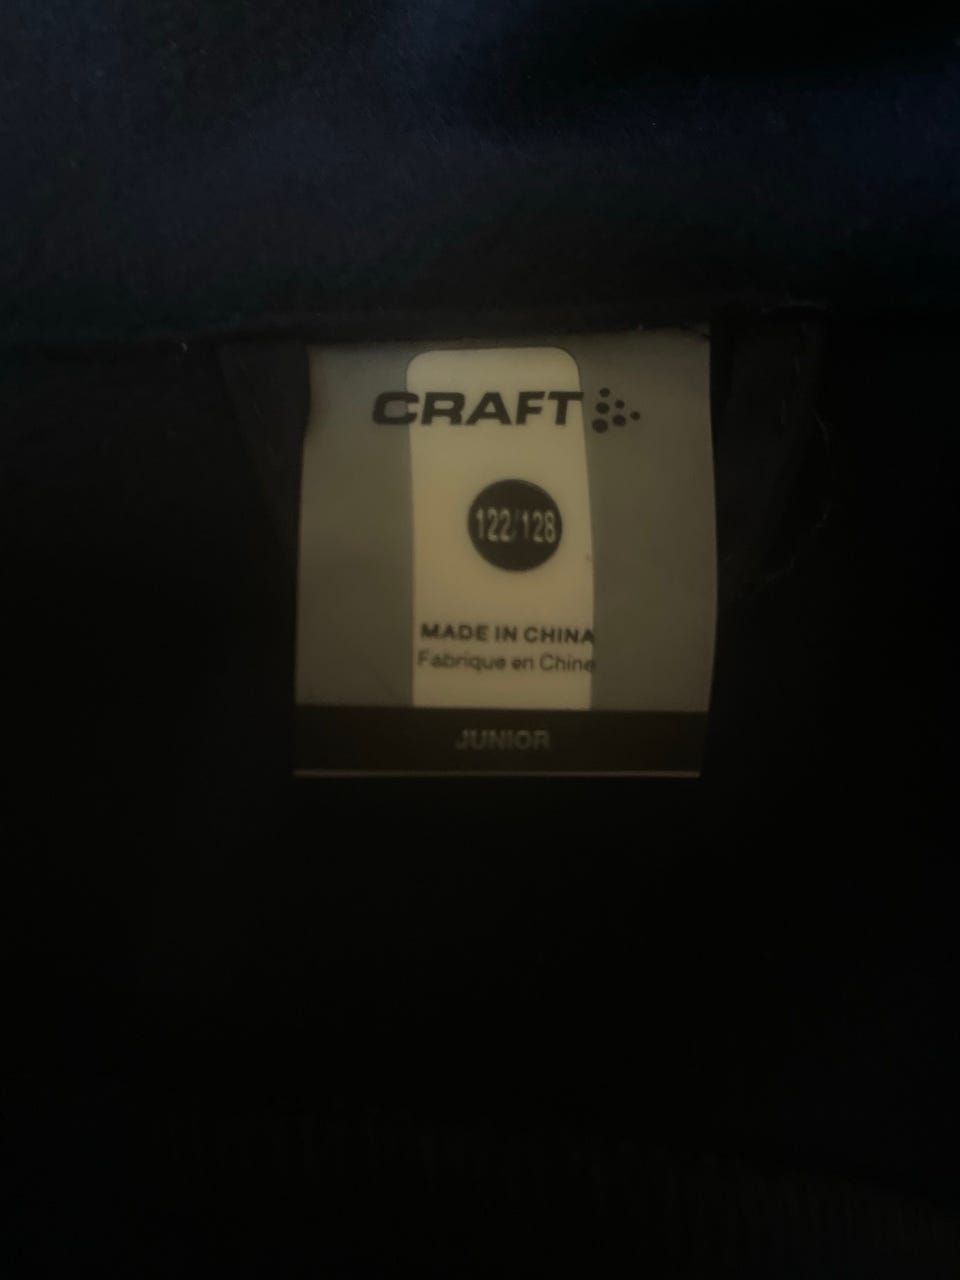 CRAFT
122/128
MADE IN CHINA
Fabrique en Chine
JUNIOR